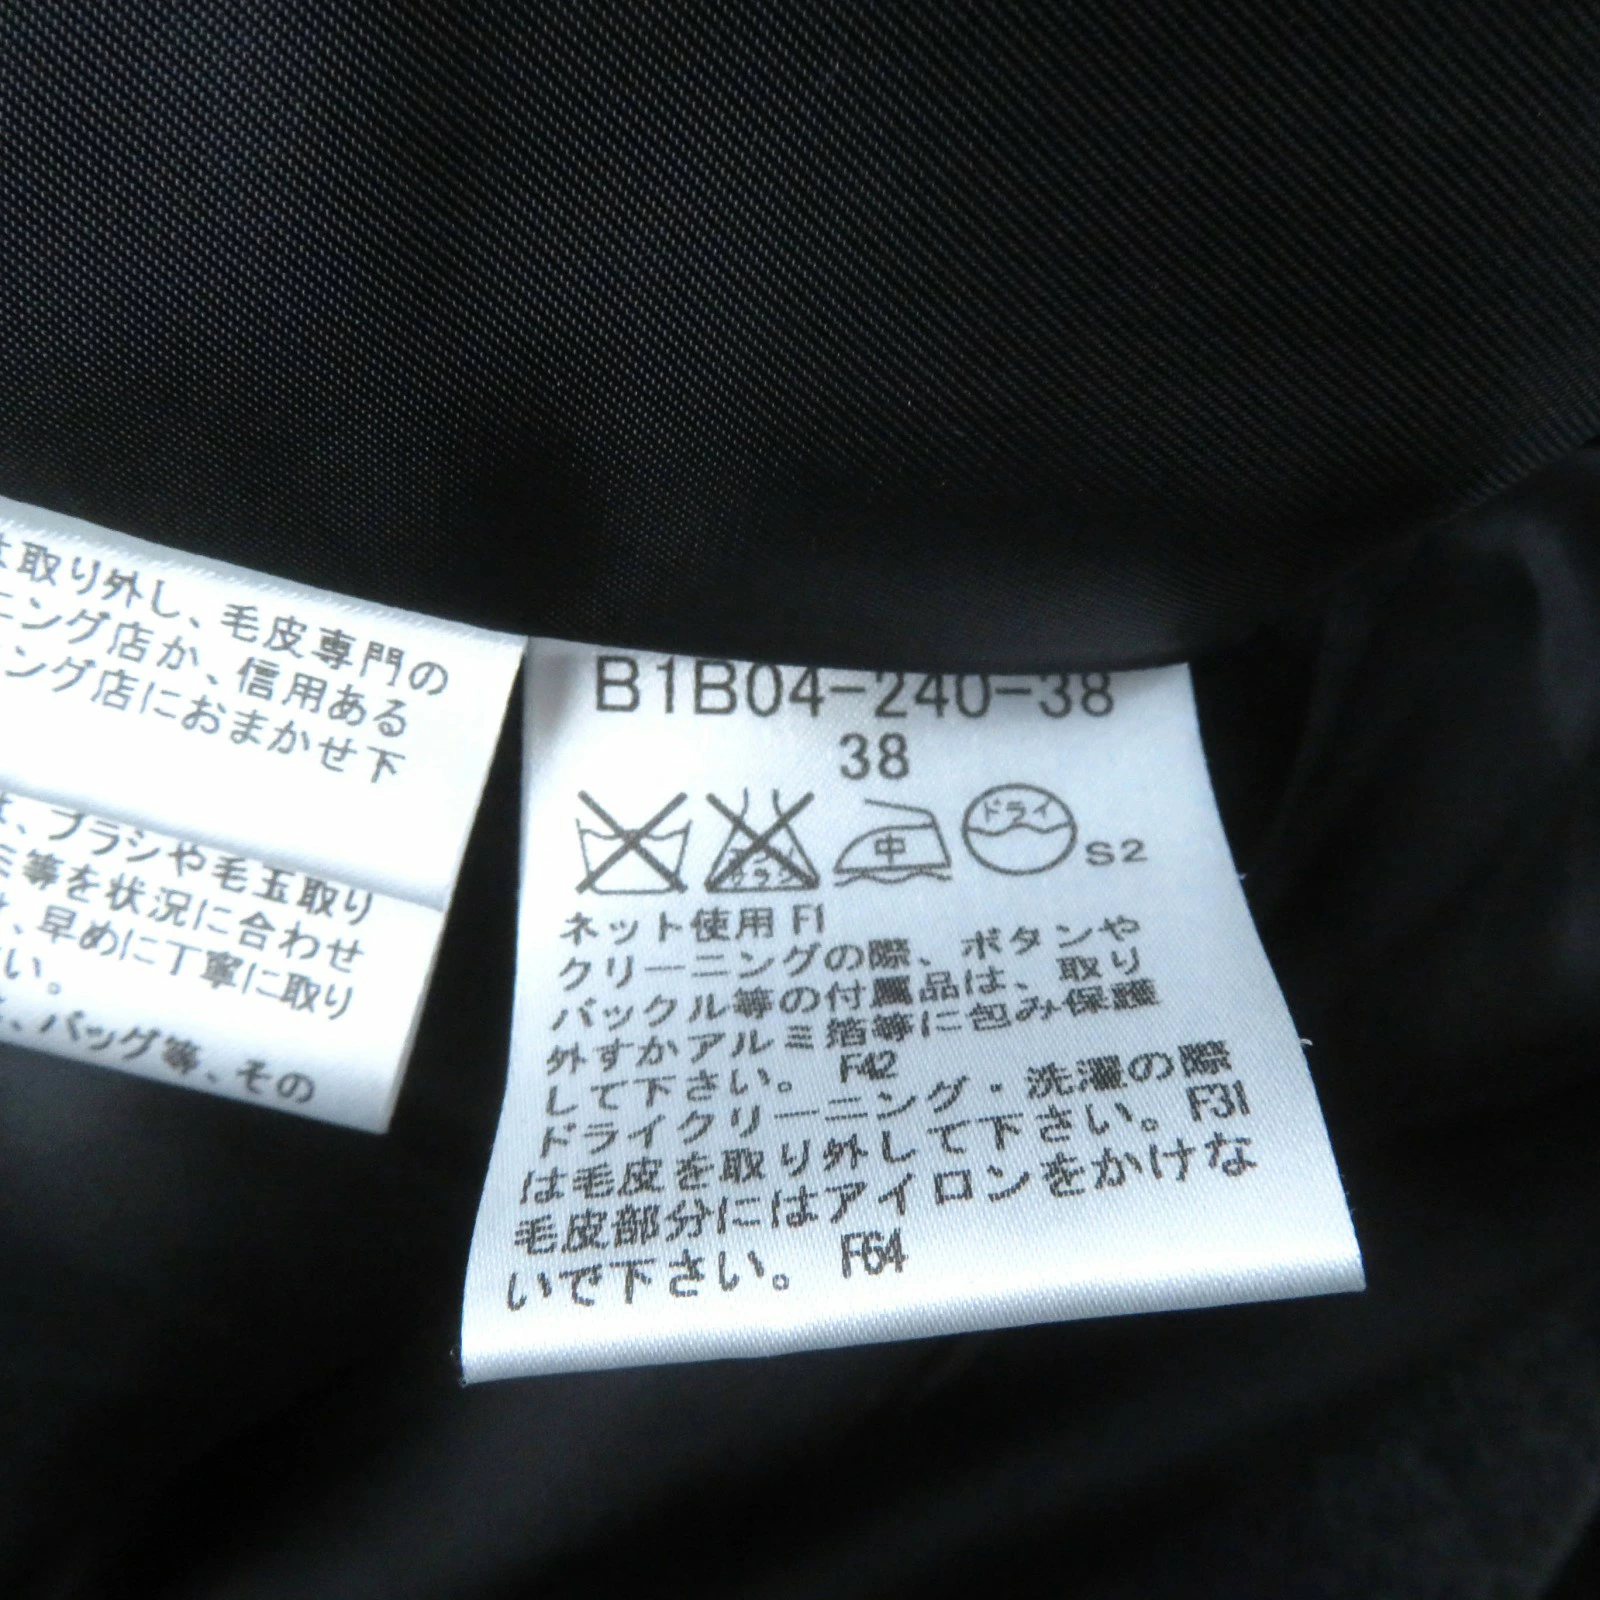 取り外し、毛皮専門の
ニング店か、信用ある
ング店におまかせ下
ブラシや毛玉取り
ミ等を状況に合わせ
早めに丁寧に取り
い。
バッグ等、その
B1B04-240-38
38
中
ドライ
S2
ネット使用 F1
クリーニングの際、ボタンや
バックル等の付属品は、取り
外すかアルミ箔等に包み保護
して下さい。 F42
ドライクリーニング・洗濯の際
は毛皮を取り外して下さい。 F31
毛皮部分にはアイロンをかけな
いで下さい。 F64